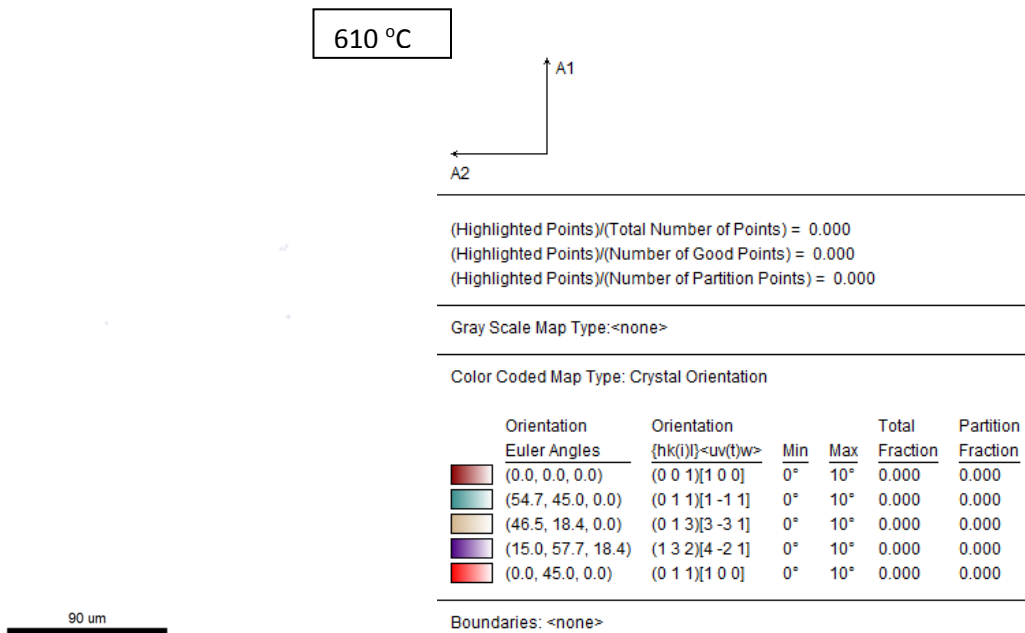 610 °C
A1
A2
(Highlighted Points)/(Total Number of Points) = 0.000
(Highlighted Points)/(Number of Good Points) = 0.000
(Highlighted Points)/(Number of Partition Points) = 0.000
Gray Scale Map Type:<none>
Color Coded Map Type: Crystal Orientation
Orientation Orientation Total Partition
Euler Angles {hk(i)l}<uv(t)w> Min Max Fraction Fraction
(0.0, 0.0, 0.0) (0 0 1)[1 0 0] 0° 10° 0.000 0.000
(54.7, 45.0, 0.0) (0 1 1)[1 -1 1] 0° 10° 0.000 0.000
(46.5, 18.4, 0.0) (0 1 3)[3 -3 1] 0° 10° 0.000 0.000
(15.0, 57.7, 18.4) (1 3 2)[4 -2 1] 0° 10° 0.000 0.000
(0.0, 45.0, 0.0) (0 1 1)[1 0 0] 0° 10° 0.000 0.000
90 um
Boundaries: <none>